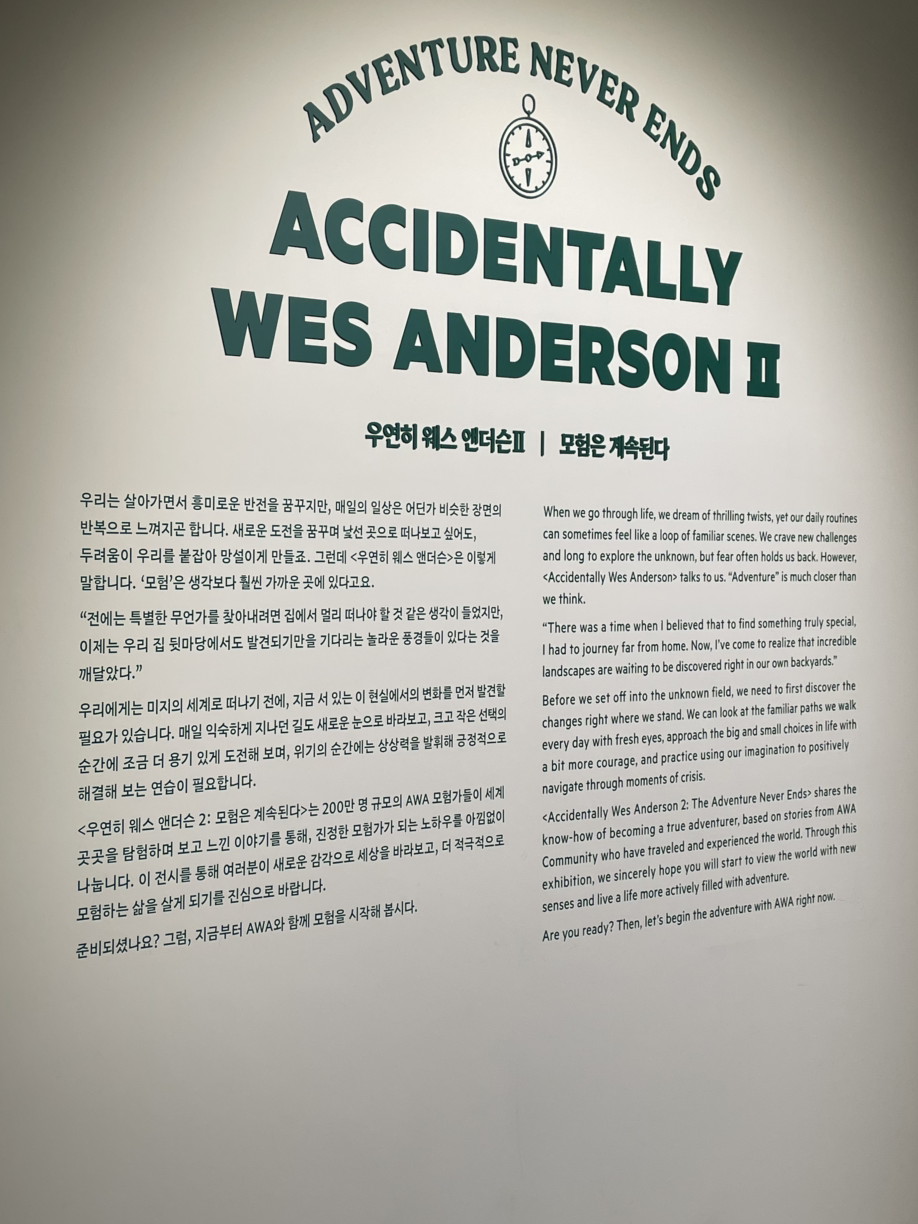 ADVENTURE NEVER ENDS
ACCIDENTALLY
WES ANDERSON II
우연히 웨스 앤더슨II | 모험은 계속된다
우리는 살아가면서 흥미로운 반전을 꿈꾸지만, 매일의 일상은 어딘가 비슷한 장면의
반복으로 느껴지곤 합니다. 새로운 도전을 꿈꾸며 낯선 곳으로 떠나보고 싶어도,
두려움이 우리를 붙잡아 망설이게 만들죠. 그런데 <우연히 웨스 앤더슨>은 이렇게
말합니다. ‘모험’은 생각보다 훨씬 가까운 곳에 있다고요.
“전에는 특별한 무언가를 찾아내려면 집에서 멀리 떠나야 할 것 같은 생각이 들었지만,
이제는 우리 집 뒷마당에서도 발견되기만을 기다리는 놀라운 풍경들이 있다는 것을
깨달았다.”
우리에게는 미지의 세계로 떠나기 전에, 지금 서 있는 이 현실에서의 변화를 먼저 발견할
필요가 있습니다. 매일 익숙하게 지나던 길도 새로운 눈으로 바라보고, 크고 작은 선택의
순간에 조금 더 용기 있게 도전해 보며, 위기의 순간에는 상상력을 발휘해 긍정적으로
해결해 보는 연습이 필요합니다.
<우연히 웨스 앤더슨 2: 모험은 계속된다>는 200만 명 규모의 AWA 모험가들이 세계
곳곳을 탐험하며 보고 느낀 이야기를 통해, 진정한 모험가가 되는 노하우를 아낌없이
나눕니다. 이 전시를 통해 여러분이 새로운 감각으로 세상을 바라보고, 더 적극적으로
모험하는 삶을 살게 되기를 진심으로 바랍니다.
준비되셨나요? 그럼, 지금부터 AWA와 함께 모험을 시작해 봅시다.
When we go through life, we dream of thrilling twists, yet our daily routines
can sometimes feel like a loop of familiar scenes. We crave new challenges
and long to explore the unknown, but fear often holds us back. However,
<Accidentally Wes Anderson> talks to us. “Adventure” is much closer than
we think.
“There was a time when I believed that to find something truly special,
I had to journey far from home. Now, I’ve come to realize that incredible
landscapes are waiting to be discovered right in our own backyards.”
Before we set off into the unknown field, we need to first discover the
changes right where we stand. We can look at the familiar paths we walk
every day with fresh eyes, approach the big and small choices in life with
a bit more courage, and practice using our imagination to positively
navigate through moments of crisis.
<Accidentally Wes Anderson 2: The Adventure Never Ends> shares the
know-how of becoming a true adventurer, based on stories from AWA
Community who have traveled and experienced the world. Through this
exhibition, we sincerely hope you will start to view the world with new
senses and live a life more actively filled with adventure.
Are you ready? Then, let’s begin the adventure with AWA right now.